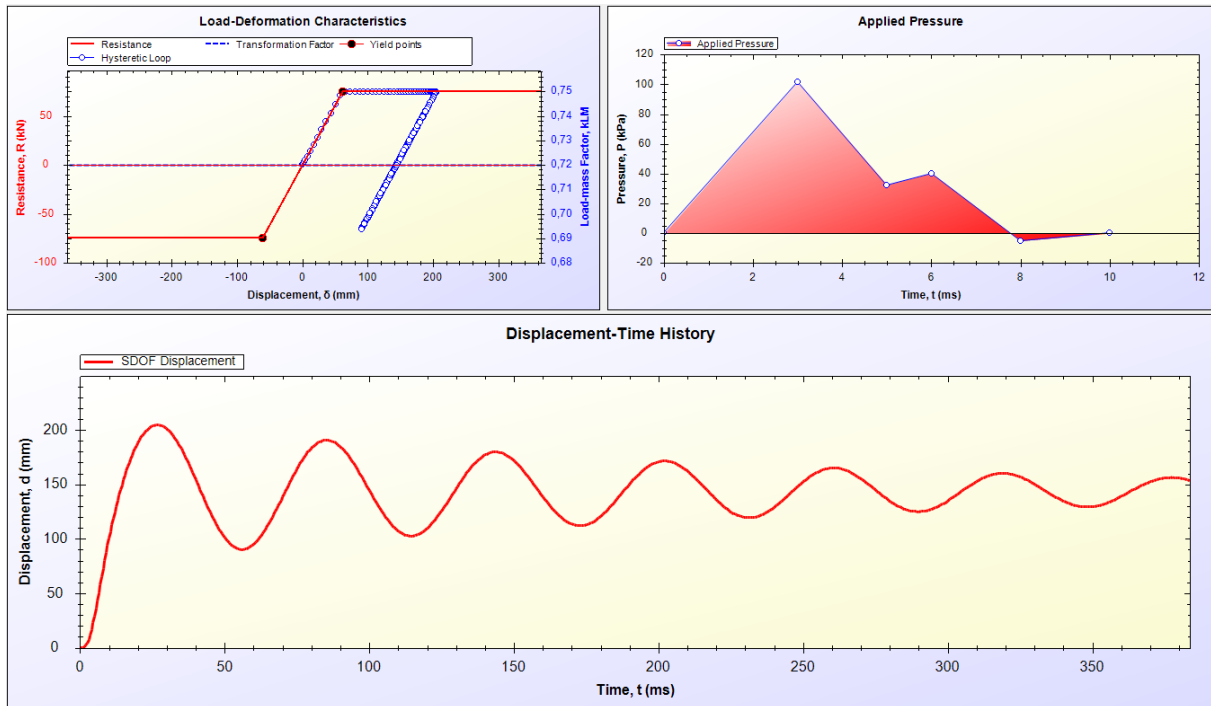 Load-Deformation Characteristics
Resistance
Transformation Factor
Yield points
Hysteretic Loop
Resistance, R (kN)
50
0
-50
-100
0,75
0,74
0,73
0,72
0,71
0,70
0,69
0,68
Load-mass Factor, kLM
-300 -200 -100 0 100 200 300
Displacement, δ (mm)
Applied Pressure
Applied Pressure
Pressure, P (kPa)
120
100
80
60
40
20
0
-20
0 2 4 6 8 10 12
Time, t (ms)
Displacement-Time History
SDOF Displacement
Displacement, d (mm)
200
150
100
50
0
0 50 100 150 200 250 300 350
Time, t (ms)